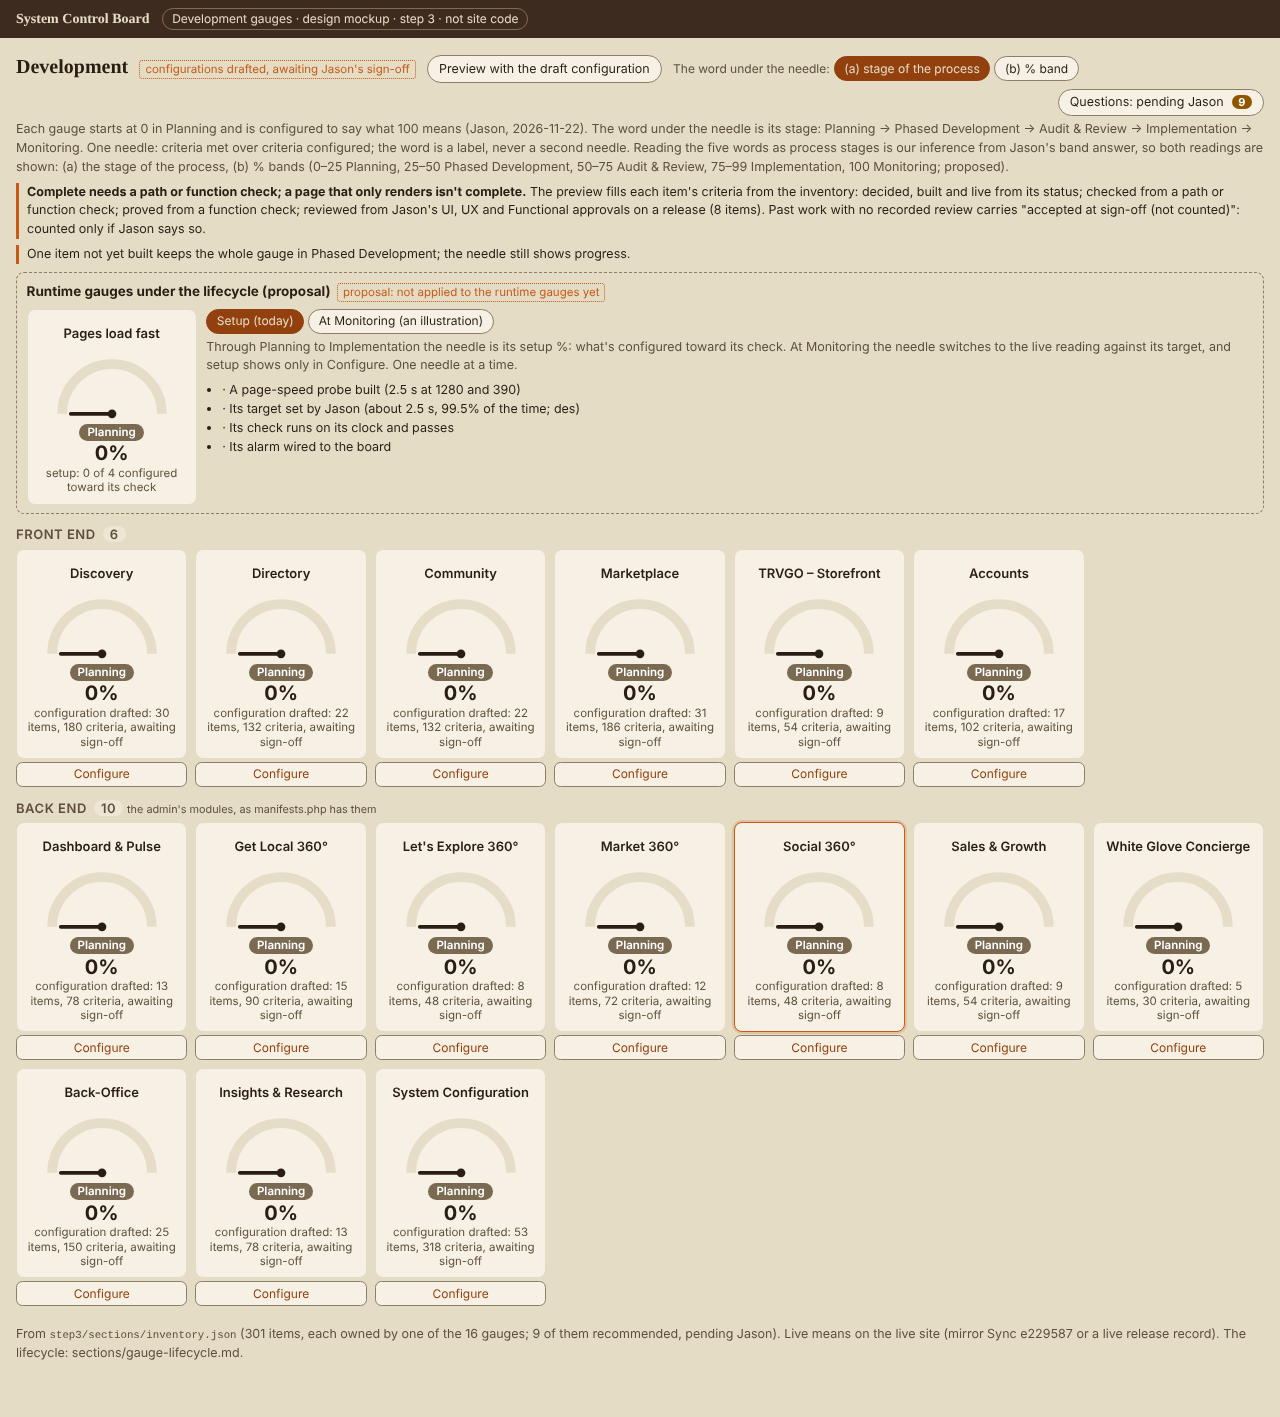 System Control Board
Development gauges · design mockup · step 3 · not site code
Development
configurations drafted, awaiting Jason's sign-off
Preview with the draft configuration
The word under the needle:
(a) stage of the process
(b) % band
Questions: pending Jason 9
Each gauge starts at 0 in Planning and is configured to say what 100 means (Jason, 2026-11-22). The word under the needle is its stage: Planning → Phased Development → Audit & Review → Implementation →
Monitoring. One needle: criteria met over criteria configured; the word is a label, never a second needle. Reading the five words as process stages is our inference from Jason's band answer, so both readings are
shown: (a) the stage of the process, (b) % bands (0–25 Planning, 25–50 Phased Development, 50–75 Audit & Review, 75–99 Implementation, 100 Monitoring; proposed).
Complete needs a path or function check; a page that only renders isn't complete. The preview fills each item's criteria from the inventory: decided, built and live from its status; checked from a path or
function check; proved from a function check; reviewed from Jason's UI, UX and Functional approvals on a release (8 items). Past work with no recorded review carries "accepted at sign-off (not counted)":
counted only if Jason says so.
One item not yet built keeps the whole gauge in Phased Development; the needle still shows progress.
Runtime gauges under the lifecycle (proposal)
proposal: not applied to the runtime gauges yet
Pages load fast
Planning
0%
setup: 0 of 4 configured
toward its check
Setup (today)
At Monitoring (an illustration)
Through Planning to Implementation the needle is its setup %: what's configured toward its check. At Monitoring the needle switches to the live reading against its target, and
setup shows only in Configure. One needle at a time.
• · A page-speed probe built (2.5 s at 1280 and 390)
• · Its target set by Jason (about 2.5 s, 99.5% of the time; des)
• · Its check runs on its clock and passes
• · Its alarm wired to the board
FRONT END 6
Discovery
Planning
0%
configuration drafted: 30
items, 180 criteria, awaiting
sign-off
Configure
Directory
Planning
0%
configuration drafted: 22
items, 132 criteria, awaiting
sign-off
Configure
Community
Planning
0%
configuration drafted: 22
items, 132 criteria, awaiting
sign-off
Configure
Marketplace
Planning
0%
configuration drafted: 31
items, 186 criteria, awaiting
sign-off
Configure
TRVGO – Storefront
Planning
0%
configuration drafted: 9
items, 54 criteria, awaiting
sign-off
Configure
Accounts
Planning
0%
configuration drafted: 17
items, 102 criteria, awaiting
sign-off
Configure
BACK END 10 the admin's modules, as manifests.php has them
Dashboard & Pulse
Planning
0%
configuration drafted: 13
items, 78 criteria, awaiting
sign-off
Configure
Get Local 360°
Planning
0%
configuration drafted: 15
items, 90 criteria, awaiting
sign-off
Configure
Let's Explore 360°
Planning
0%
configuration drafted: 8
items, 48 criteria, awaiting
sign-off
Configure
Market 360°
Planning
0%
configuration drafted: 12
items, 72 criteria, awaiting
sign-off
Configure
Social 360°
Planning
0%
configuration drafted: 8
items, 48 criteria, awaiting
sign-off
Configure
Sales & Growth
Planning
0%
configuration drafted: 9
items, 54 criteria, awaiting
sign-off
Configure
White Glove Concierge
Planning
0%
configuration drafted: 5
items, 30 criteria, awaiting
sign-off
Configure
Back-Office
Planning
0%
configuration drafted: 25
items, 150 criteria, awaiting
sign-off
Configure
Insights & Research
Planning
0%
configuration drafted: 13
items, 78 criteria, awaiting
sign-off
Configure
System Configuration
Planning
0%
configuration drafted: 53
items, 318 criteria, awaiting
sign-off
Configure
From step3/sections/inventory.json (301 items, each owned by one of the 16 gauges; 9 of them recommended, pending Jason). Live means on the live site (mirror Sync e229587 or a live release record). The
lifecycle: sections/gauge-lifecycle.md.